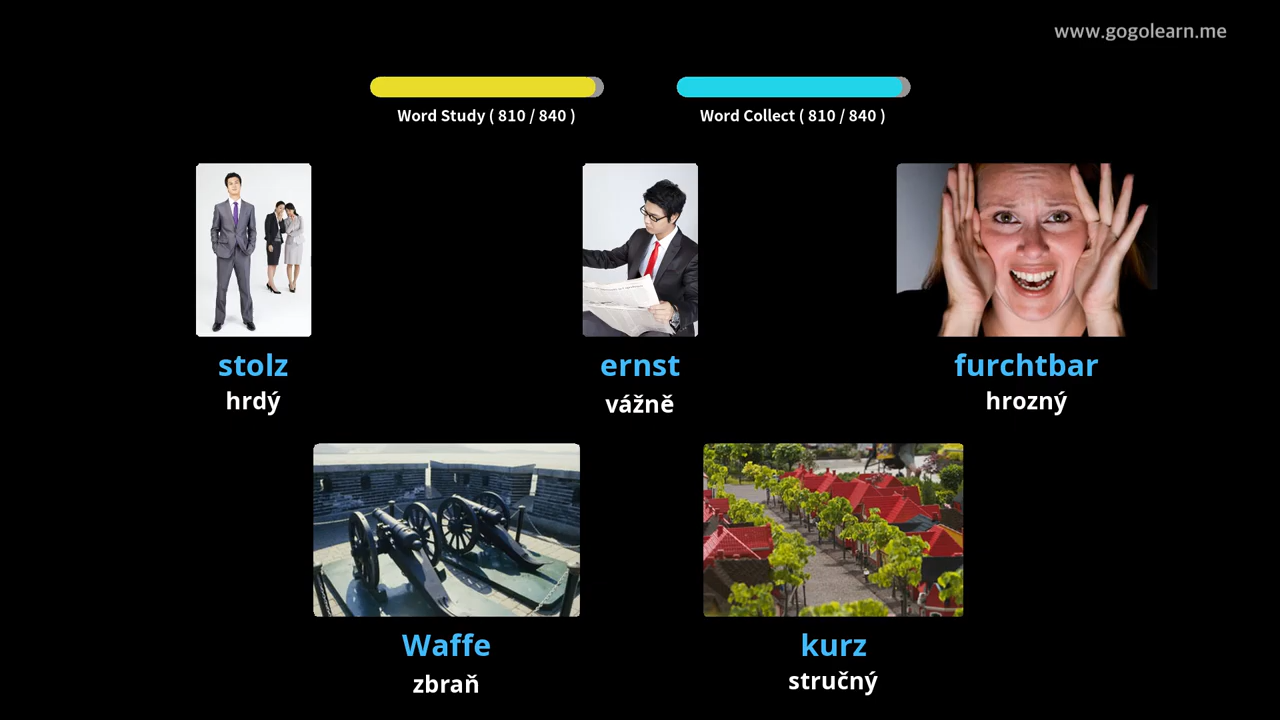 www.gogolearn.me
Word Study ( 810 / 840 )
Word Collect ( 810 / 840 )
stolz
hrdý
ernst
vážně
furchtbar
hrozný
Waffe
zbraň
kurz
stručný